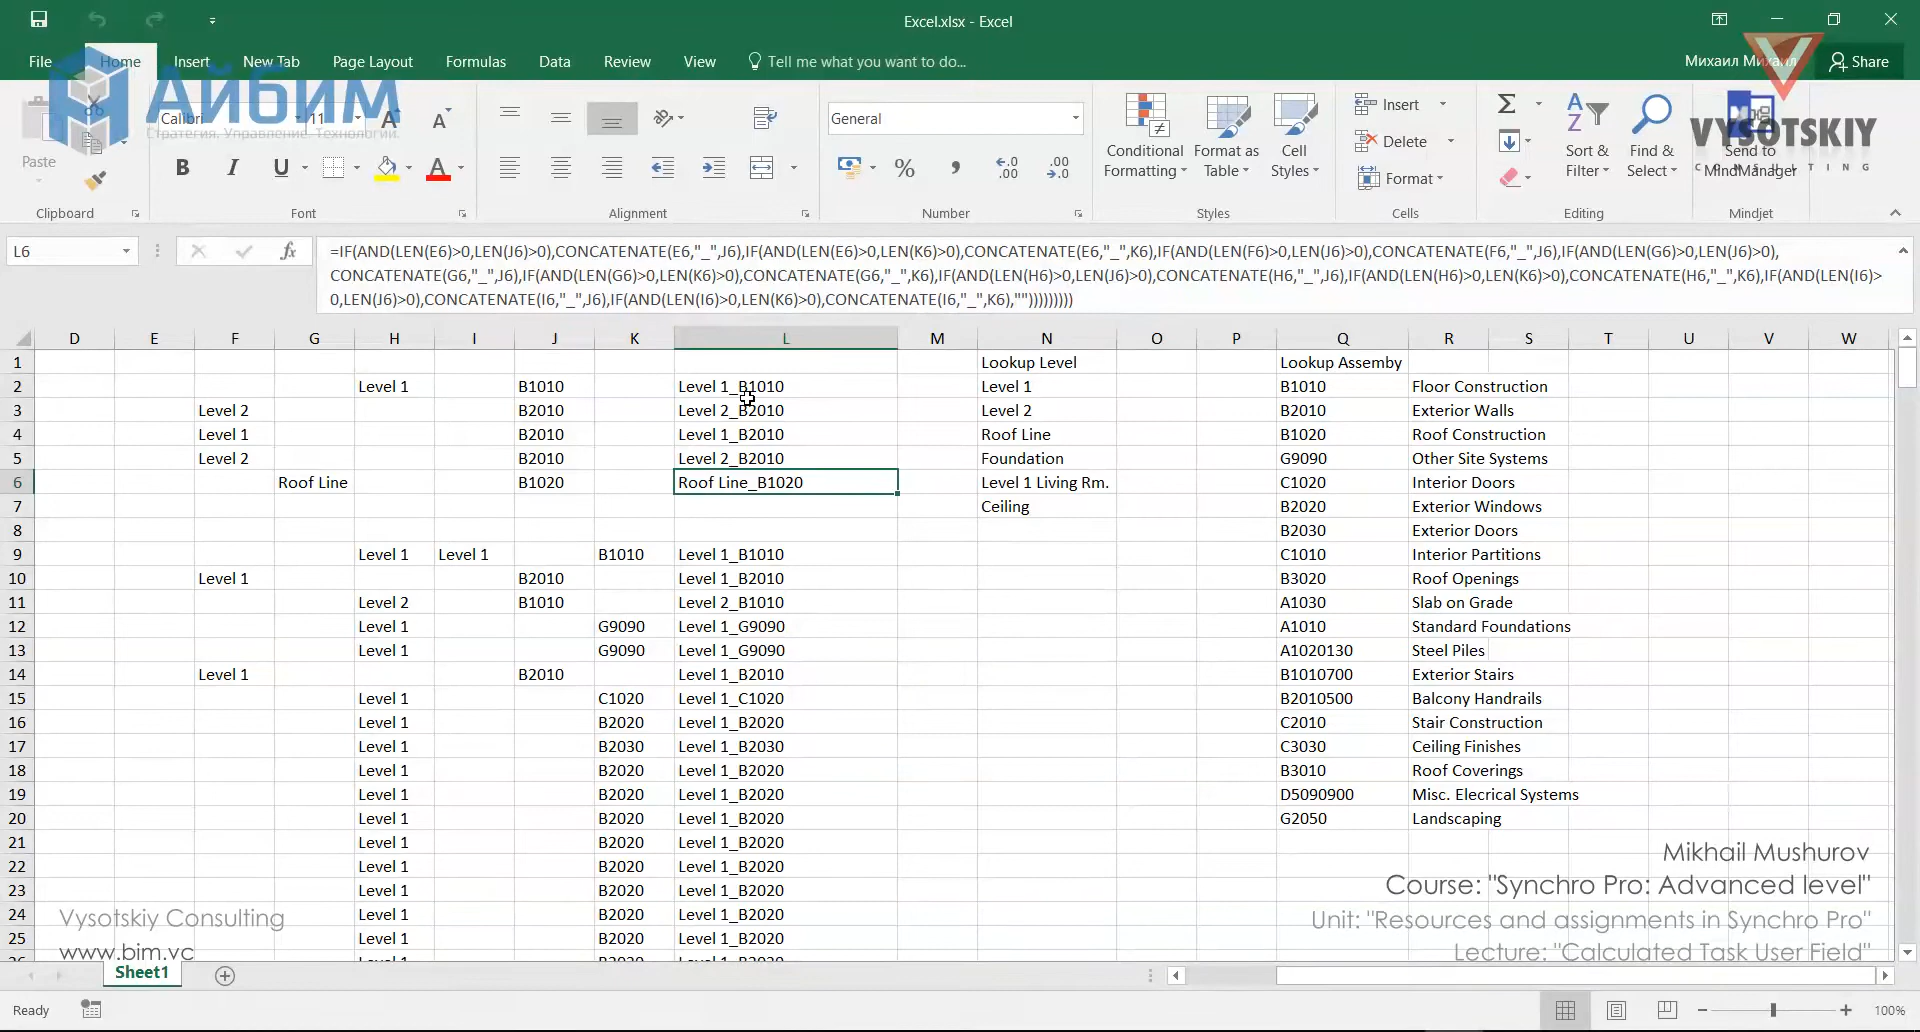 Excel.xlsx - Excel
File Home Insert New Tab Page Layout Formulas Data Review View Tell me what you want to do... Share
Айбим
Стратегия. Управление. Технологии.
VYSOTSKIY
CONSULTING
Calibri 11 General
Paste
Conditional Formatting
Format as Table
Cell Styles
Insert
Delete
Format
Sort & Filter
Find & Select
Send to MindManager
Clipboard Font Alignment Number Styles Cells Editing Mindjet
L6
=IF(AND(LEN(E6)>0,LEN(J6)>0),CONCATENATE(E6,"_",J6),IF(AND(LEN(E6)>0,LEN(K6)>0),CONCATENATE(E6,"_",K6),IF(AND(LEN(F6)>0,LEN(J6)>0),CONCATENATE(F6,"_",J6),IF(AND(LEN(G6)>0,LEN(J6)>0),
CONCATENATE(G6,"_",J6),IF(AND(LEN(G6)>0,LEN(K6)>0),CONCATENATE(G6,"_",K6),IF(AND(LEN(H6)>0,LEN(J6)>0),CONCATENATE(H6,"_",J6),IF(AND(LEN(H6)>0,LEN(K6)>0),CONCATENATE(H6,"_",K6),IF(AND(LEN(I6)>
0,LEN(J6)>0),CONCATENATE(I6,"_",J6),IF(AND(LEN(I6)>0,LEN(K6)>0),CONCATENATE(I6,"_",K6),"")))))))))
D E F G H I J K L M N O P Q R S T U V W
1 Lookup Level Lookup Assemby
2 Level 1 B1010 Level 1_B1010 Level 1 B1010 Floor Construction
3 Level 2 B2010 Level 2_B2010 Level 2 B2010 Exterior Walls
4 Level 1 B2010 Level 1_B2010 Roof Line B1020 Roof Construction
5 Level 2 B2010 Level 2_B2010 Foundation G9090 Other Site Systems
6 Roof Line B1020 Roof Line_B1020 Level 1 Living Rm. C1020 Interior Doors
7 Ceiling B2020 Exterior Windows
8 B2030 Exterior Doors
9 Level 1 Level 1 B1010 Level 1_B1010 C1010 Interior Partitions
10 Level 1 B2010 Level 1_B2010 B3020 Roof Openings
11 Level 2 B1010 Level 2_B1010 A1030 Slab on Grade
12 Level 1 G9090 Level 1_G9090 A1010 Standard Foundations
13 Level 1 G9090 Level 1_G9090 A1020130 Steel Piles
14 Level 1 B2010 Level 1_B2010 B1010700 Exterior Stairs
15 Level 1 C1020 Level 1_C1020 B2010500 Balcony Handrails
16 Level 1 B2020 Level 1_B2020 C2010 Stair Construction
17 Level 1 B2030 Level 1_B2030 C3030 Ceiling Finishes
18 Level 1 B2020 Level 1_B2020 B3010 Roof Coverings
19 Level 1 B2020 Level 1_B2020 D5090900 Misc. Elecrical Systems
20 Level 1 B2020 Level 1_B2020 G2050 Landscaping
21 Level 1 B2020 Level 1_B2020
22 Level 1 B2020 Level 1_B2020
23 Level 1 B2020 Level 1_B2020
24 Level 1 B2020 Level 1_B2020
25 Level 1 B2020 Level 1_B2020
Mikhail Mushurov
Course: "Synchro Pro: Advanced level"
Unit: "Resources and assignments in Synchro Pro"
Lecture: "Calculated Task User Field"
Vysotskiy Consulting
www.bim.vc
Sheet1
Ready 100%